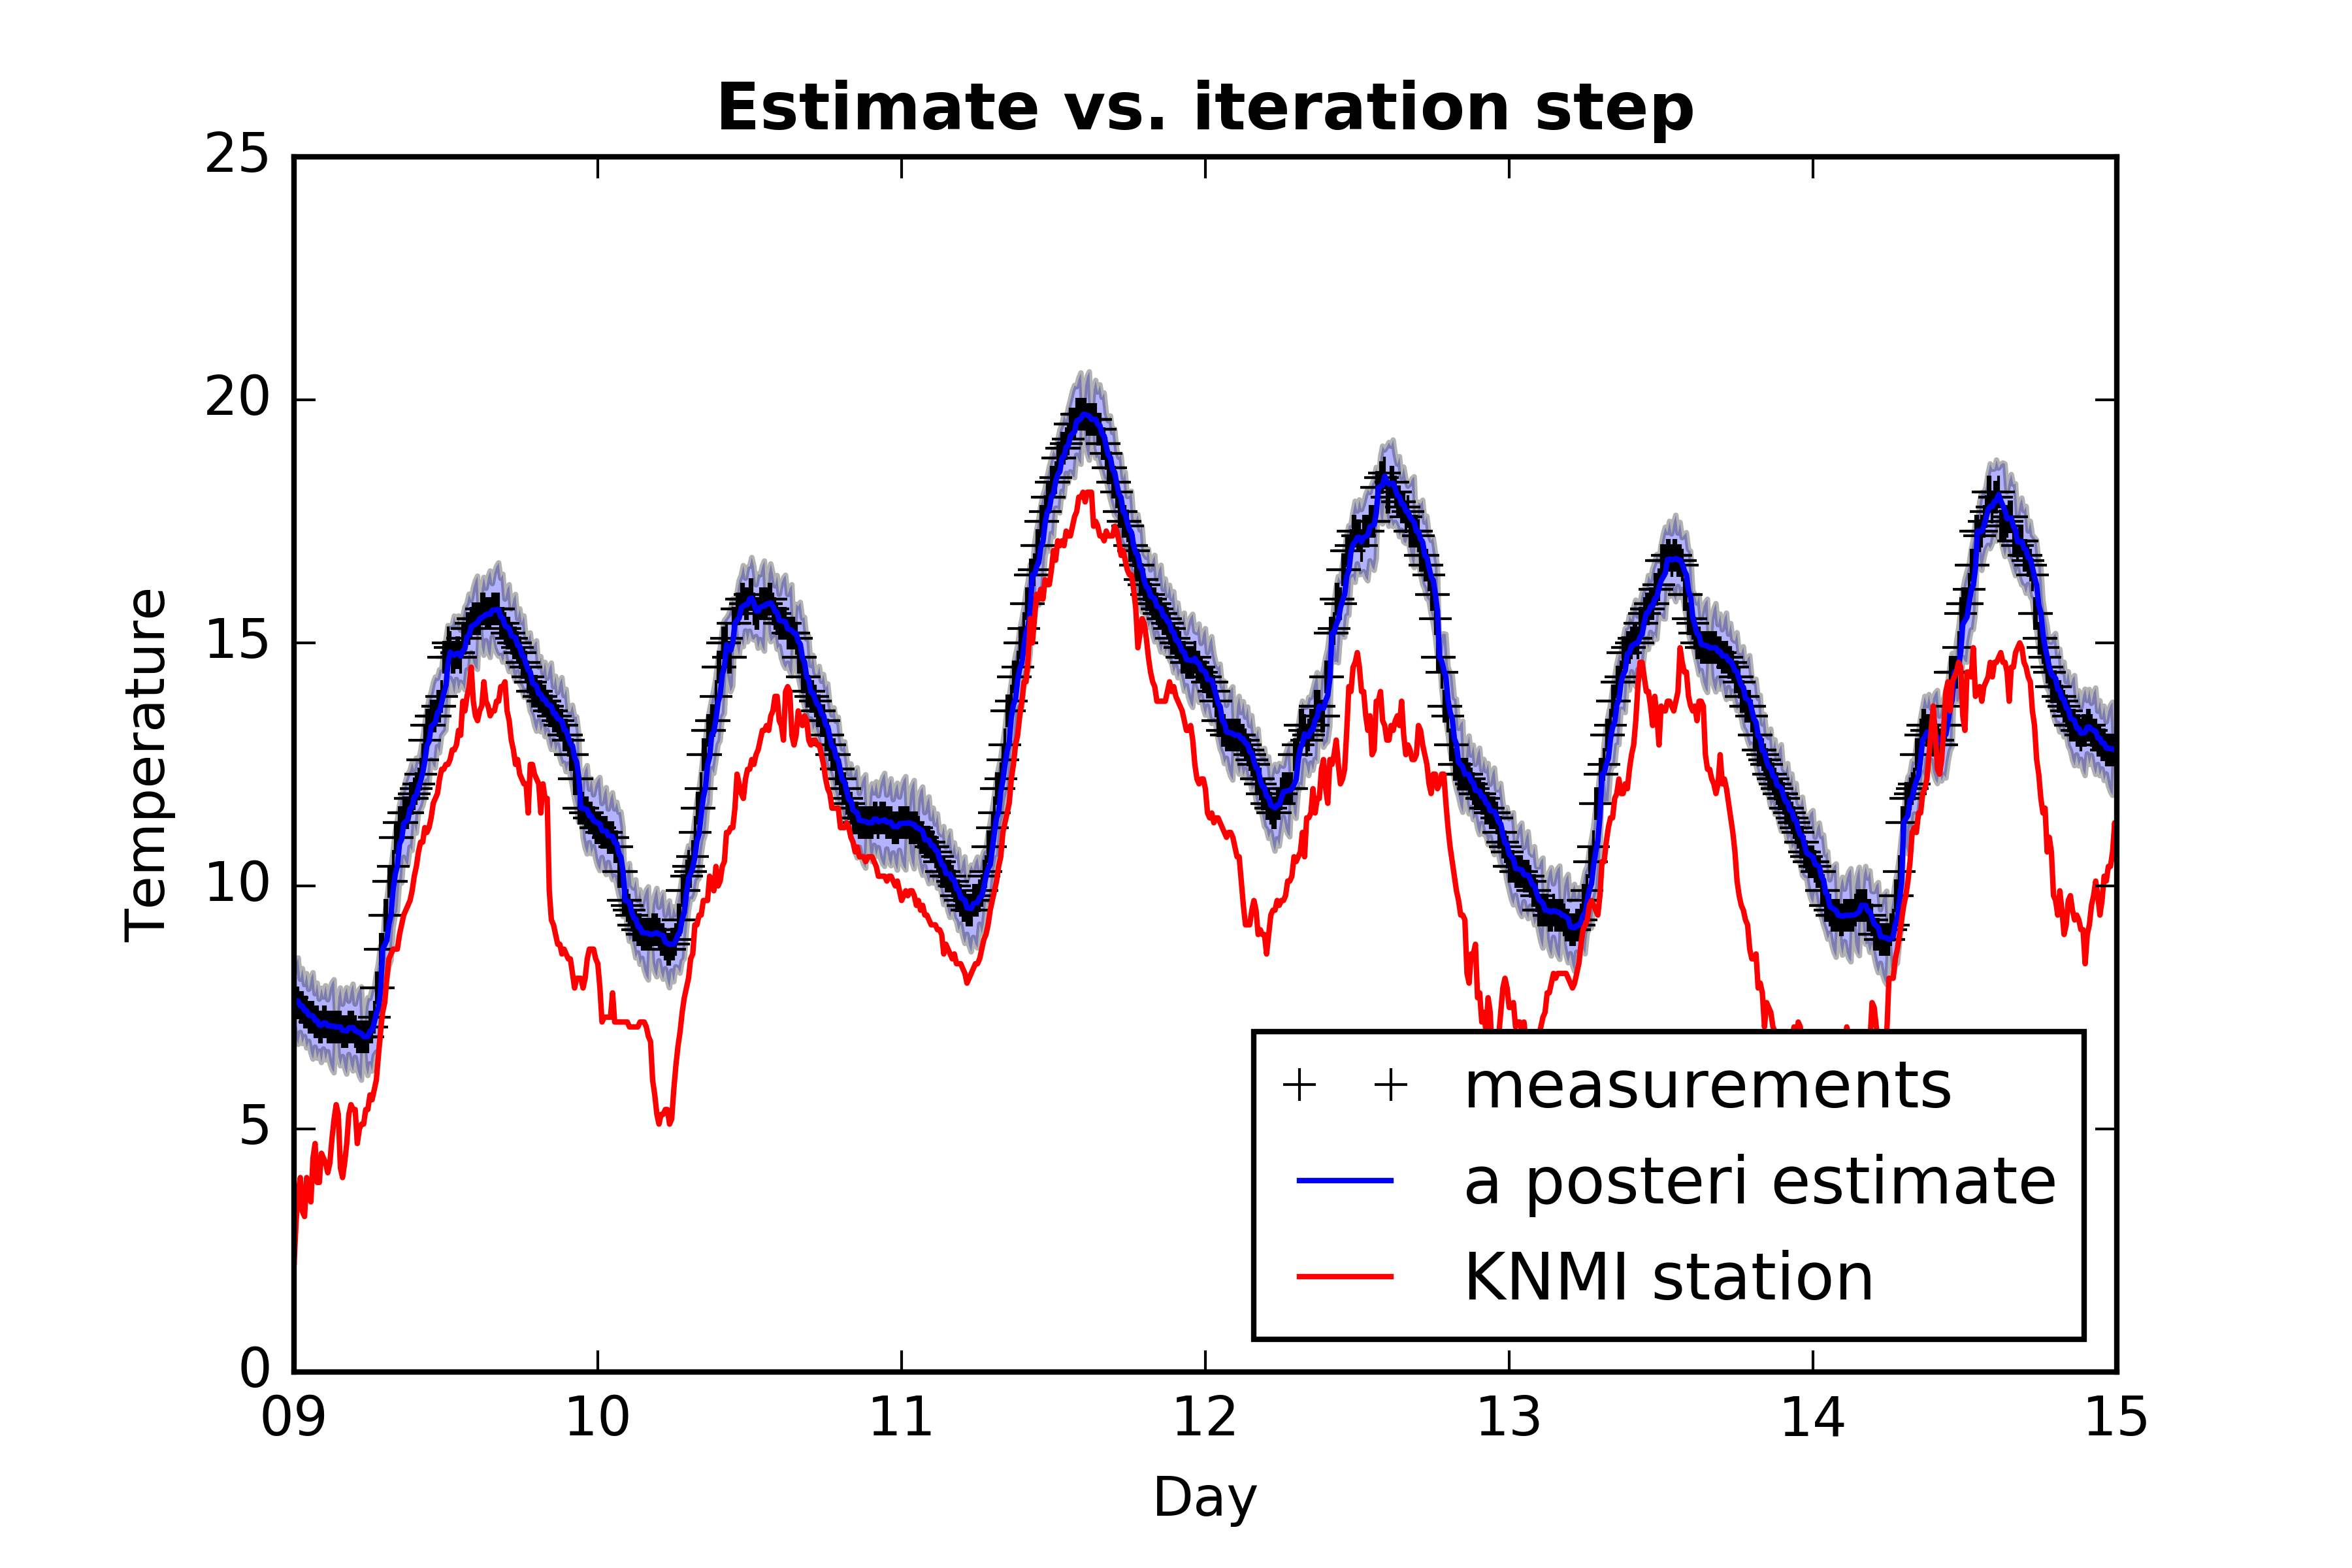 Estimate vs. iteration step
25
20
15
10
5
0
Temperature
measurements
a posteri estimate
KNMI station
09 10 11 12 13 14 15
Day